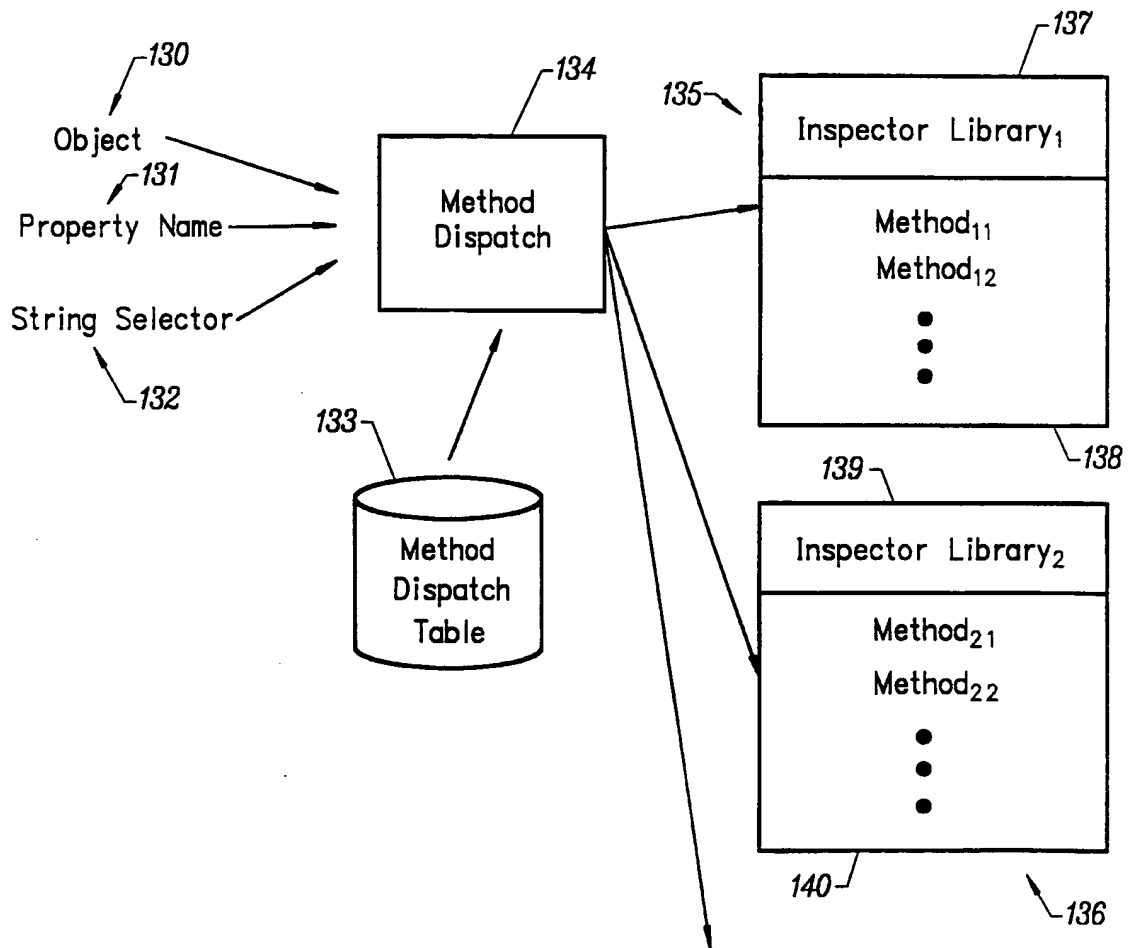 130
Object
131
Property Name
String Selector
132
134
Method
Dispatch
133
Method
Dispatch
Table
135
137
Inspector Library₁
Method₁₁
Method₁₂
138
139
Inspector Library₂
Method₂₁
Method₂₂
140
136